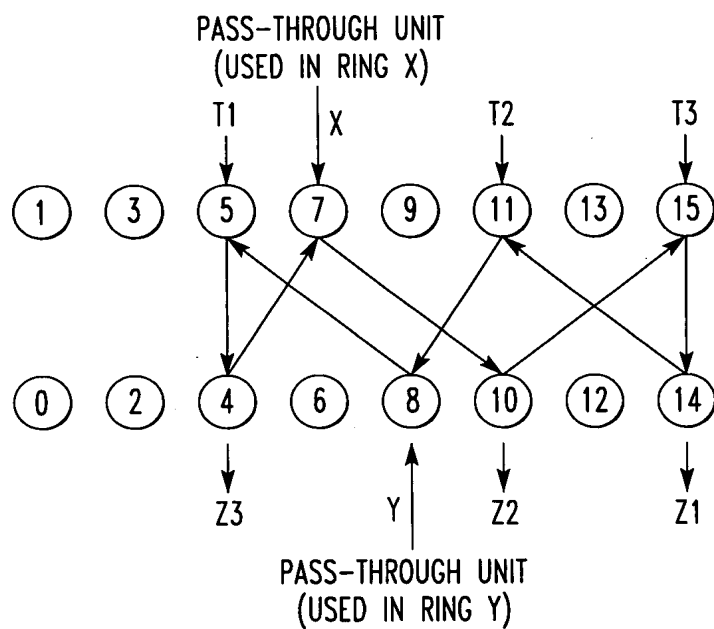 PASS-THROUGH UNIT
(USED IN RING X)
T1 X T2 T3
1 3 5 7 9 11 13 15
0 2 4 6 8 10 12 14
Z3 Y Z2 Z1
PASS-THROUGH UNIT
(USED IN RING Y)